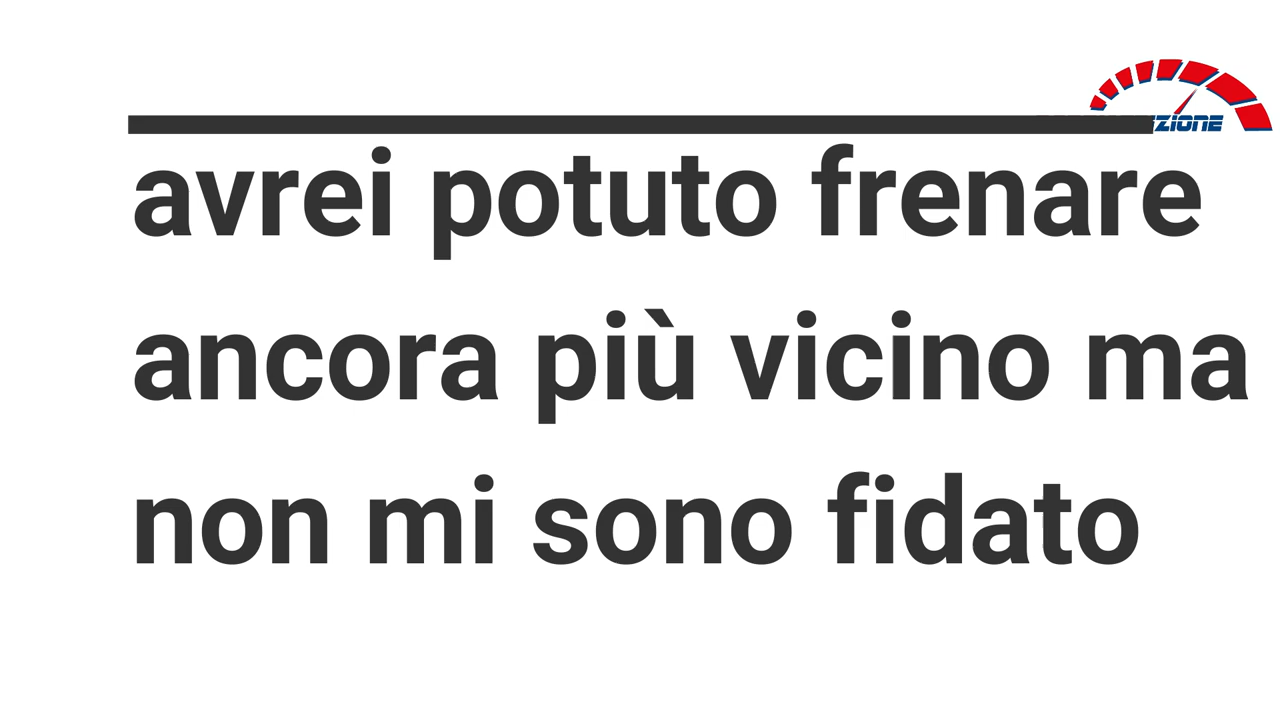 avrei potuto frenare
ancora più vicino ma
non mi sono fidato